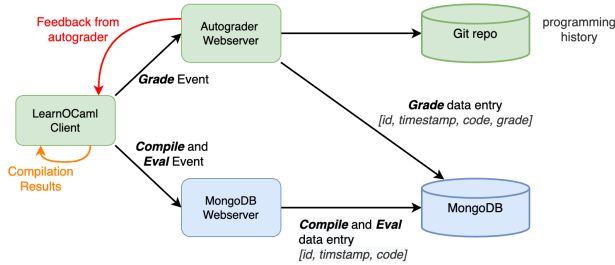 Feedback from
autograder
Autograder
Webserver
Git repo
programming
history
Grade Event
LearnOCaml
Client
Grade data entry
[id, timestamp, code, grade]
Compile and
Eval Event
Compilation
Results
MongoDB
Webserver
MongoDB
Compile and Eval
data entry
[id, timstamp, code]